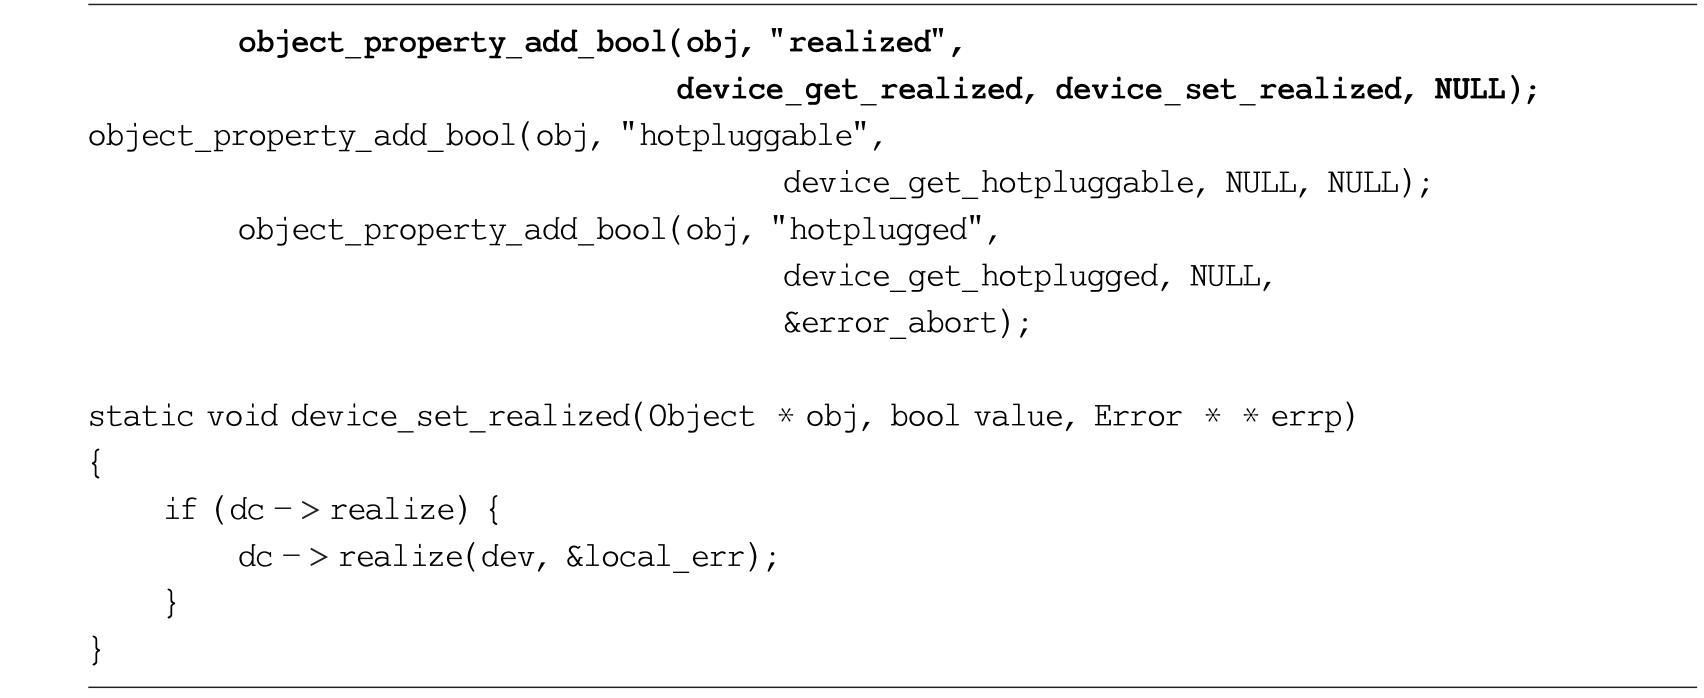 object_property_add_bool(obj, "realized",
device_get_realized, device_set_realized, NULL);
object_property_add_bool(obj, "hotpluggable",
device_get_hotpluggable, NULL, NULL);
object_property_add_bool(obj, "hotplugged",
device_get_hotplugged, NULL,
&error_abort);
static void device_set_realized(Object * obj, bool value, Error * * errp)
{
if (dc -> realize) {
dc -> realize(dev, &local_err);
}
}